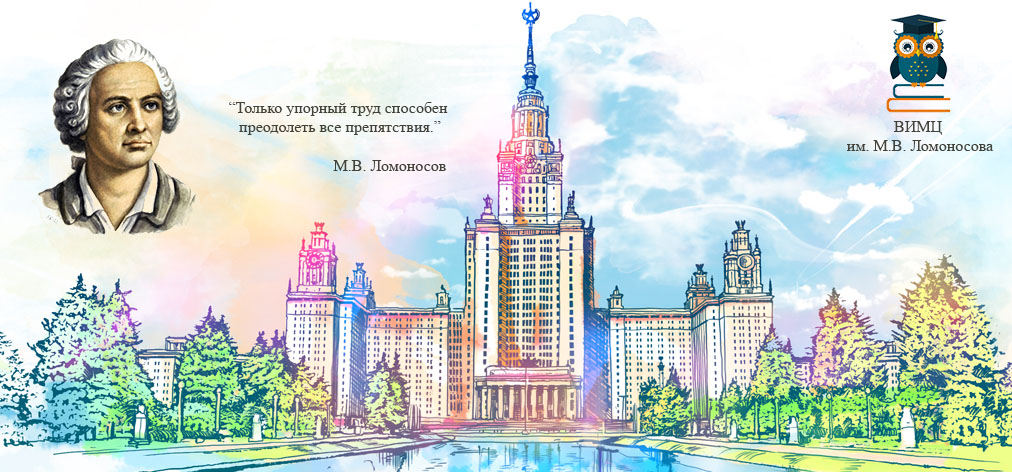 “Только упорный труд способен
преодолеть все препятствия.”
М.В. Ломоносов
ВИМЦ
им. М.В. Ломоносова